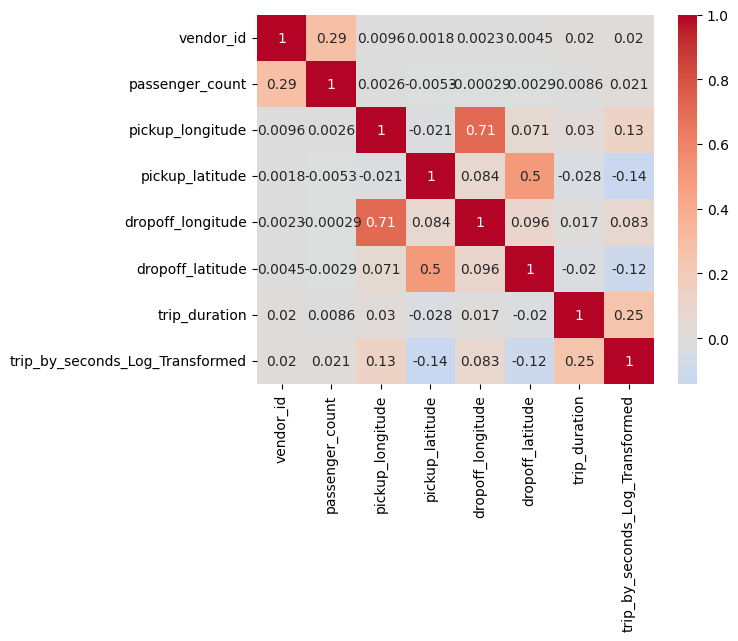 vendor_id 1 0.29 0.0096 0.0018 0.0023 0.0045 0.02 0.02
passenger_count 0.29 1 0.0026 -0.0053 -0.00029 -0.0029 0.0086 0.021
pickup_longitude 0.0096 0.0026 1 -0.021 0.71 0.071 0.03 0.13
pickup_latitude 0.0018 -0.0053 -0.021 1 0.084 0.5 -0.028 -0.14
dropoff_longitude 0.0023 -0.00029 0.71 0.084 1 0.096 0.017 0.083
dropoff_latitude 0.0045 -0.0029 0.071 0.5 0.096 1 -0.02 -0.12
trip_duration 0.02 0.0086 0.03 -0.028 0.017 -0.02 1 0.25
trip_by_seconds_Log_Transformed 0.02 0.021 0.13 -0.14 0.083 -0.12 0.25 1
vendor_id
passenger_count
pickup_longitude
pickup_latitude
dropoff_longitude
dropoff_latitude
trip_duration
trip_by_seconds_Log_Transformed
1.0
0.8
0.6
0.4
0.2
0.0